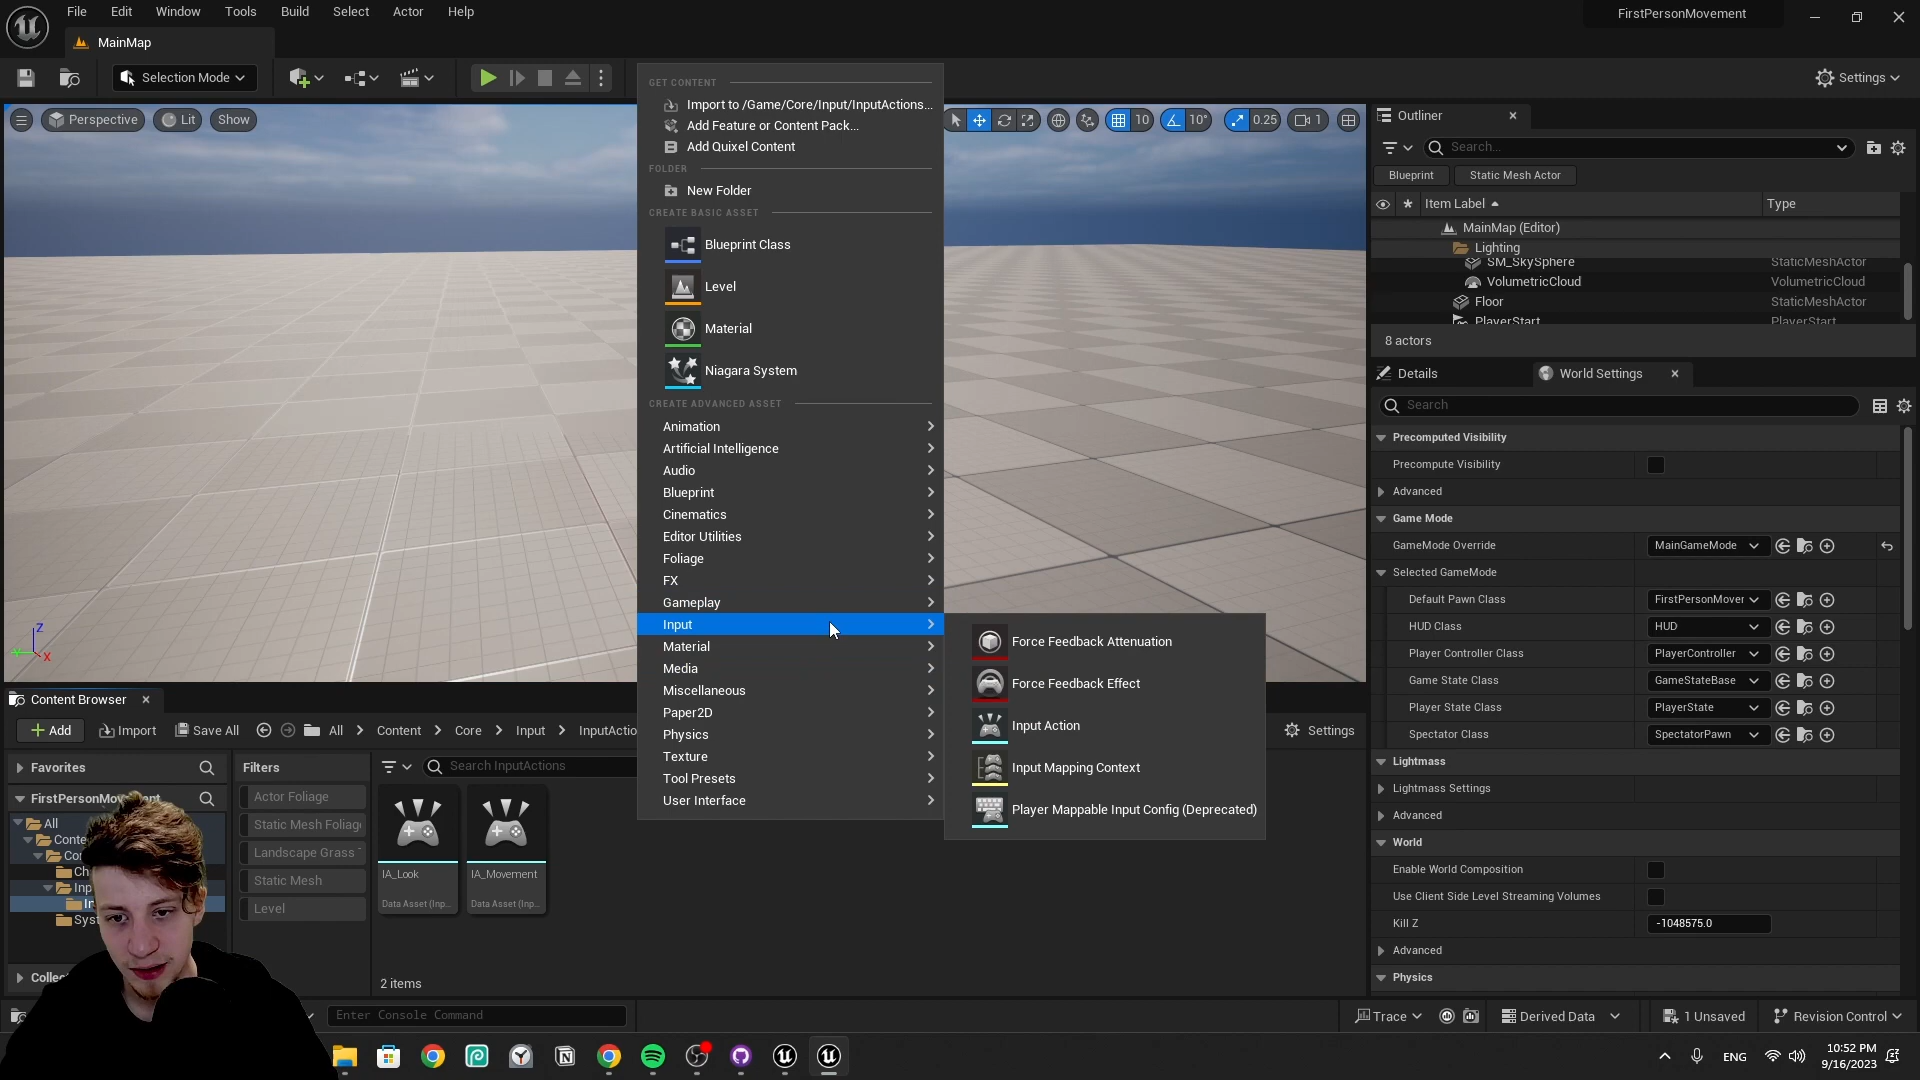 File Edit Window Tools Build Select Actor Help
FirstPersonMovement
MainMap
Selection Mode
Settings
Perspective
Lit
Show
10
10°
0.25
1
GET CONTENT
Import to /Game/Core/Input/InputActions...
Add Feature or Content Pack...
Add Quixel Content
FOLDER
New Folder
CREATE BASIC ASSET
Blueprint Class
Level
Material
Niagara System
CREATE ADVANCED ASSET
Animation
Artificial Intelligence
Audio
Blueprint
Cinematics
Editor Utilities
Foliage
FX
Gameplay
Input
Material
Media
Miscellaneous
Paper2D
Physics
Texture
Tool Presets
User Interface
Force Feedback Attenuation
Force Feedback Effect
Input Action
Input Mapping Context
Player Mappable Input Config (Deprecated)
Outliner
Search...
Blueprint
Static Mesh Actor
Item Label
Type
MainMap (Editor)
Lighting
SM_SkySphere StaticMeshActor
VolumetricCloud VolumetricCloud
Floor StaticMeshActor
PlayerStart PlayerStart
8 actors
Details
World Settings
Search
Precomputed Visibility
Precompute Visibility
Advanced
Game Mode
GameMode Override MainGameMode
Selected GameMode
Default Pawn Class FirstPersonMover
HUD Class HUD
Player Controller Class PlayerController
Game State Class GameStateBase
Player State Class PlayerState
Spectator Class SpectatorPawn
Lightmass
Lightmass Settings
Advanced
World
Enable World Composition
Use Client Side Level Streaming Volumes
Kill Z -1048575.0
Advanced
Physics
Content Browser
Add
Import
Save All
All
Content
Core
Input
InputActio
Settings
Favorites
FirstPersonMovement
All
Conte
Co
Ch
Inp
In
Syst
Collec
Filters
Actor Foliage
Static Mesh Foliag
Landscape Grass T
Static Mesh
Level
Search InputActions
IA_Look
Data Asset (Inp...
IA_Movement
Data Asset (Inp...
2 items
Enter Console Command
Trace
Derived Data
1 Unsaved
Revision Control
ENG
10:52 PM
9/16/2023